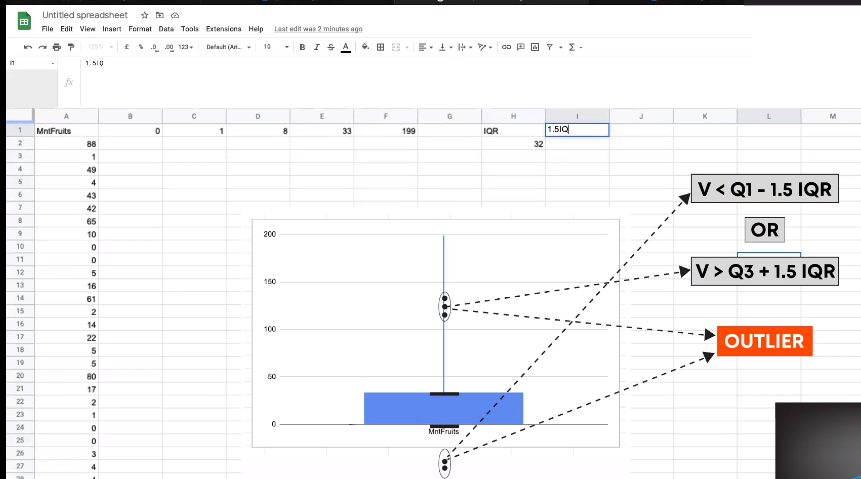 Untitled spreadsheet
File Edit View Insert Format Data Tools Extensions Help Last edit was 2 minutes ago
£ % .0 .00 123 Default (Ari... 10 B I S A
I1
fx 1.5IQ
A B C D E F G H I J K L M
1 MntFruits 0 1 8 33 199 IQR 1.5IQ
2 88 32
3 1
4 49
5 4
6 43
7 42
8 65
9 10
10 0
11 0
12 5
13 16
14 61
15 2
16 14
17 22
18 5
19 5
20 80
21 17
22 2
23 1
24 0
25 0
26 3
27 4
28
200
150
100
50
0
MntFruits
V < Q1 - 1.5 IQR
OR
V > Q3 + 1.5 IQR
OUTLIER